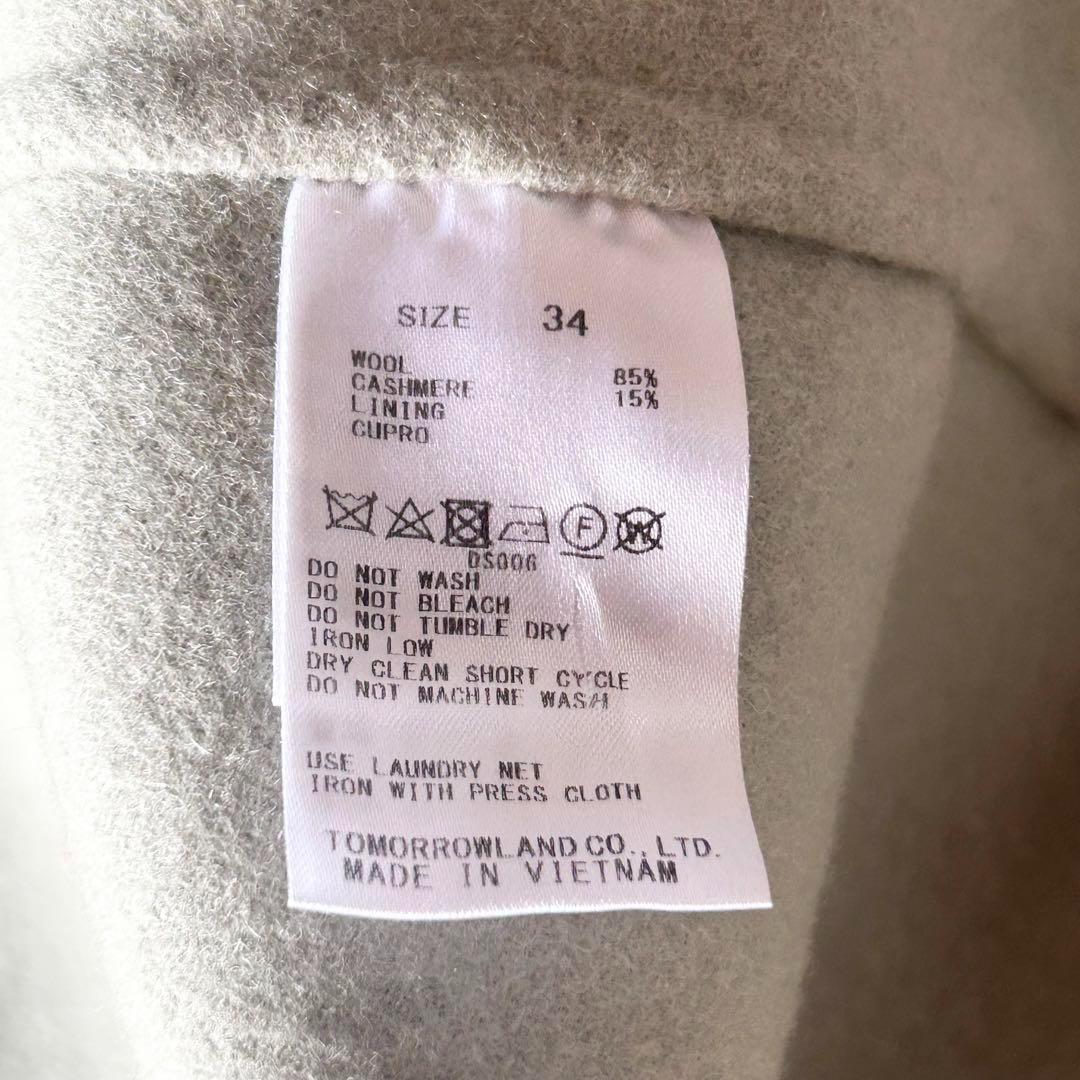 SIZE 34
WOOL 85%
CASHMERE 15%
LINING
CUPRO
F
W
DS006
DO NOT WASH
DO NOT BLEACH
DO NOT TUMBLE DRY
IRON LOW
DRY CLEAN SHORT CYCLE
DO NOT MACHINE WASH
USE LAUNDRY NET
IRON WITH PRESS CLOTH
TOMORROWLAND CO., LTD.
MADE IN VIETNAM